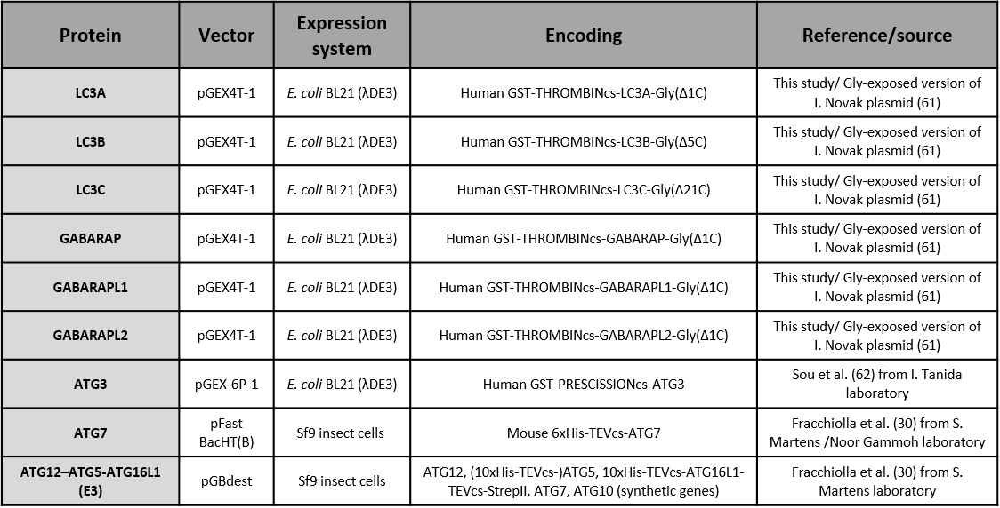 Protein
Vector
Expression
system
Encoding
Reference/source
LC3A
pGEX4T-1
E. coli BL21 (λDE3)
Human GST-THROMBINcs-LC3A-Gly(Δ1C)
This study/ Gly-exposed version of
I. Novak plasmid (61)
LC3B
pGEX4T-1
E. coli BL21 (λDE3)
Human GST-THROMBINcs-LC3B-Gly(Δ5C)
This study/ Gly-exposed version of
I. Novak plasmid (61)
LC3C
pGEX4T-1
E. coli BL21 (λDE3)
Human GST-THROMBINcs-LC3C-Gly(Δ21C)
This study/ Gly-exposed version of
I. Novak plasmid (61)
GABARAP
pGEX4T-1
E. coli BL21 (λDE3)
Human GST-THROMBINcs-GABARAP-Gly(Δ1C)
This study/ Gly-exposed version of
I. Novak plasmid (61)
GABARAPL1
pGEX4T-1
E. coli BL21 (λDE3)
Human GST-THROMBINcs-GABARAPL1-Gly(Δ1C)
This study/ Gly-exposed version of
I. Novak plasmid (61)
GABARAPL2
pGEX4T-1
E. coli BL21 (λDE3)
Human GST-THROMBINcs-GABARAPL2-Gly(Δ1C)
This study/ Gly-exposed version of
I. Novak plasmid (61)
ATG3
pGEX-6P-1
E. coli BL21 (λDE3)
Human GST-PRESCISSIONcs-ATG3
Sou et al. (62) from I. Tanida
laboratory
ATG7
pFast
BacHT(B)
Sf9 insect cells
Mouse 6xHis-TEVcs-ATG7
Fracchiolla et al. (30) from S.
Martens /Noor Gammoh laboratory
ATG12–ATG5-ATG16L1
(E3)
pGBdest
Sf9 insect cells
ATG12, (10xHis-TEVcs-)ATG5, 10xHis-TEVcs-ATG16L1-
TEVcs-StrepII, ATG7, ATG10 (synthetic genes)
Fracchiolla et al. (30) from S.
Martens laboratory